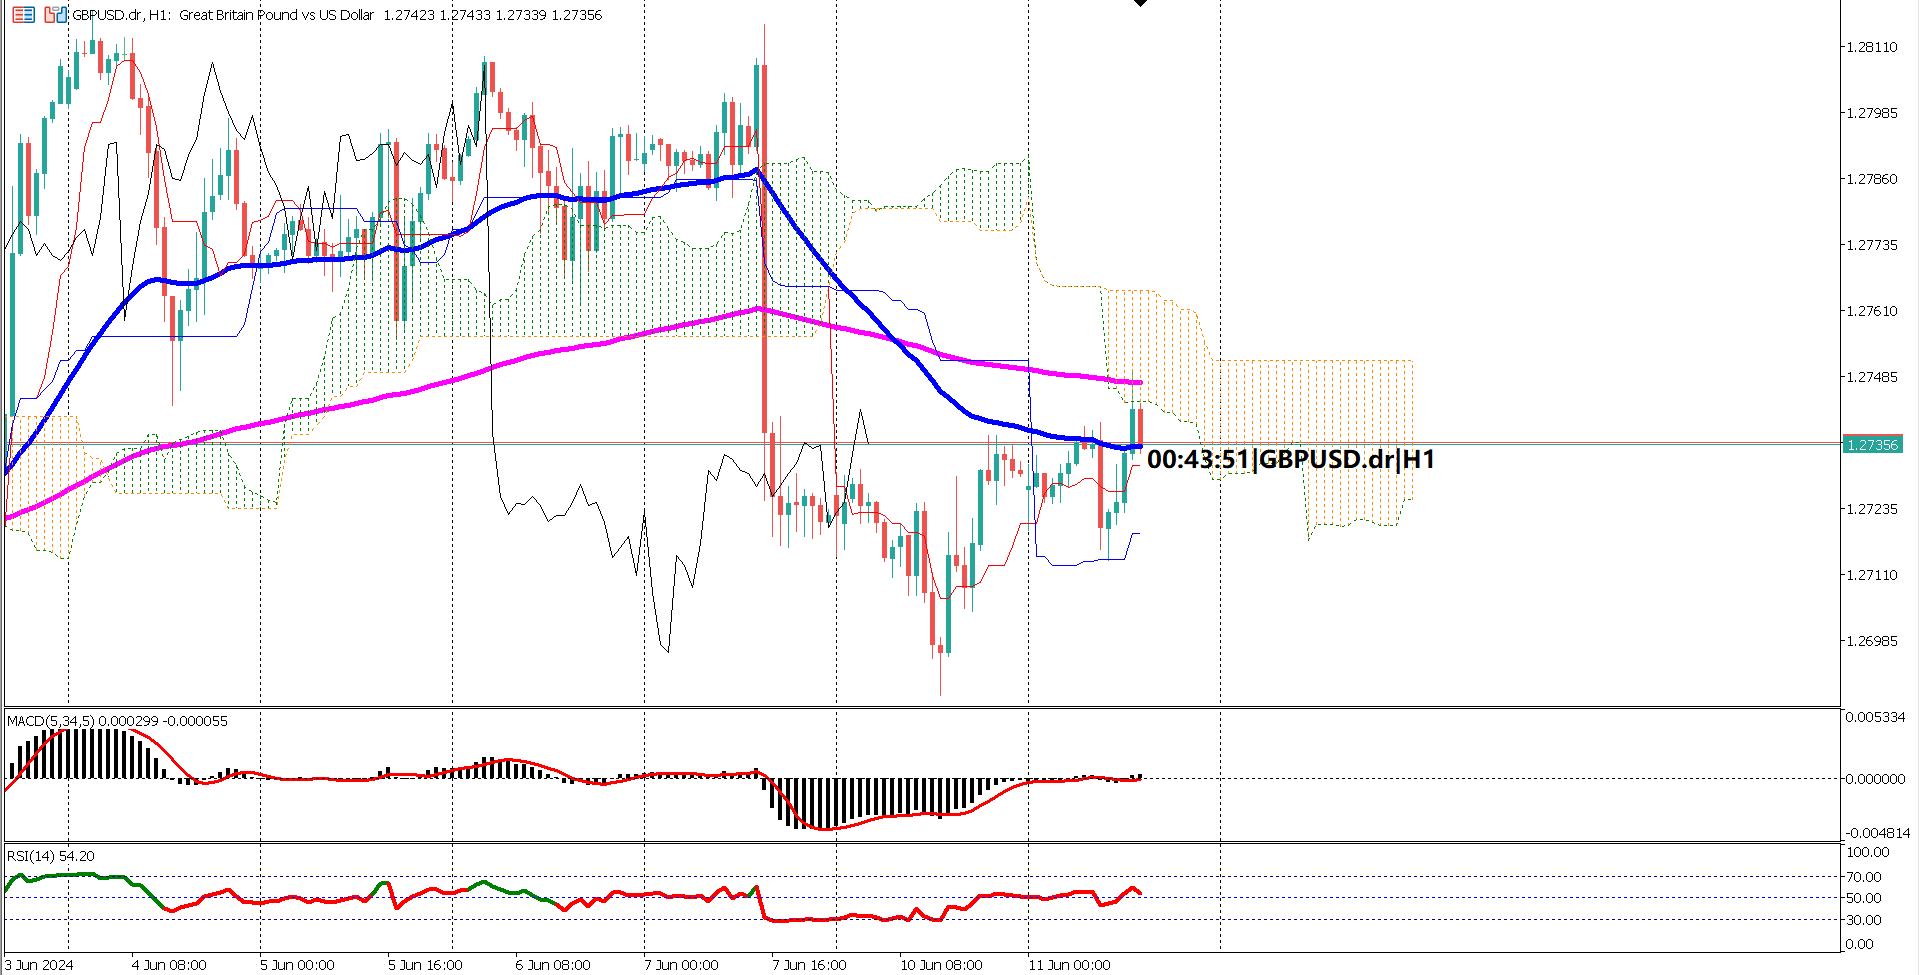 GBPUSD.dr, H1: Great Britain Pound vs US Dollar 1.27423 1.27433 1.27339 1.27356
1.28110
1.27985
1.27860
1.27735
1.27610
1.27485
1.27356
00:43:51|GBPUSD.dr|H1
1.27235
1.27110
1.26985
MACD(5,34,5) 0.000299 -0.000055
0.005334
0.000000
-0.004814
RSI(14) 54.20
100.00
70.00
50.00
30.00
0.00
3 Jun 2024
4 Jun 08:00
5 Jun 00:00
5 Jun 16:00
6 Jun 08:00
7 Jun 00:00
7 Jun 16:00
10 Jun 08:00
11 Jun 00:00